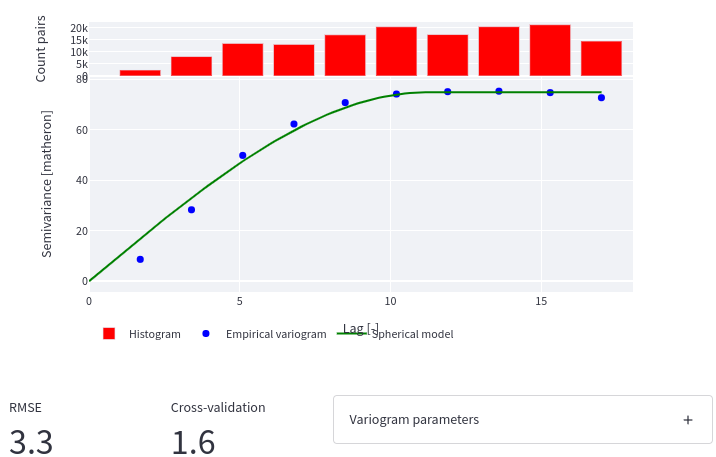 Count pairs
20k
15k
10k
5k
0
Semivariance [matheron]
80
60
40
20
0
0 5 10 15
Lag [-]
Histogram Empirical variogram Spherical model
RMSE Cross-validation
Variogram parameters +
3.3 1.6